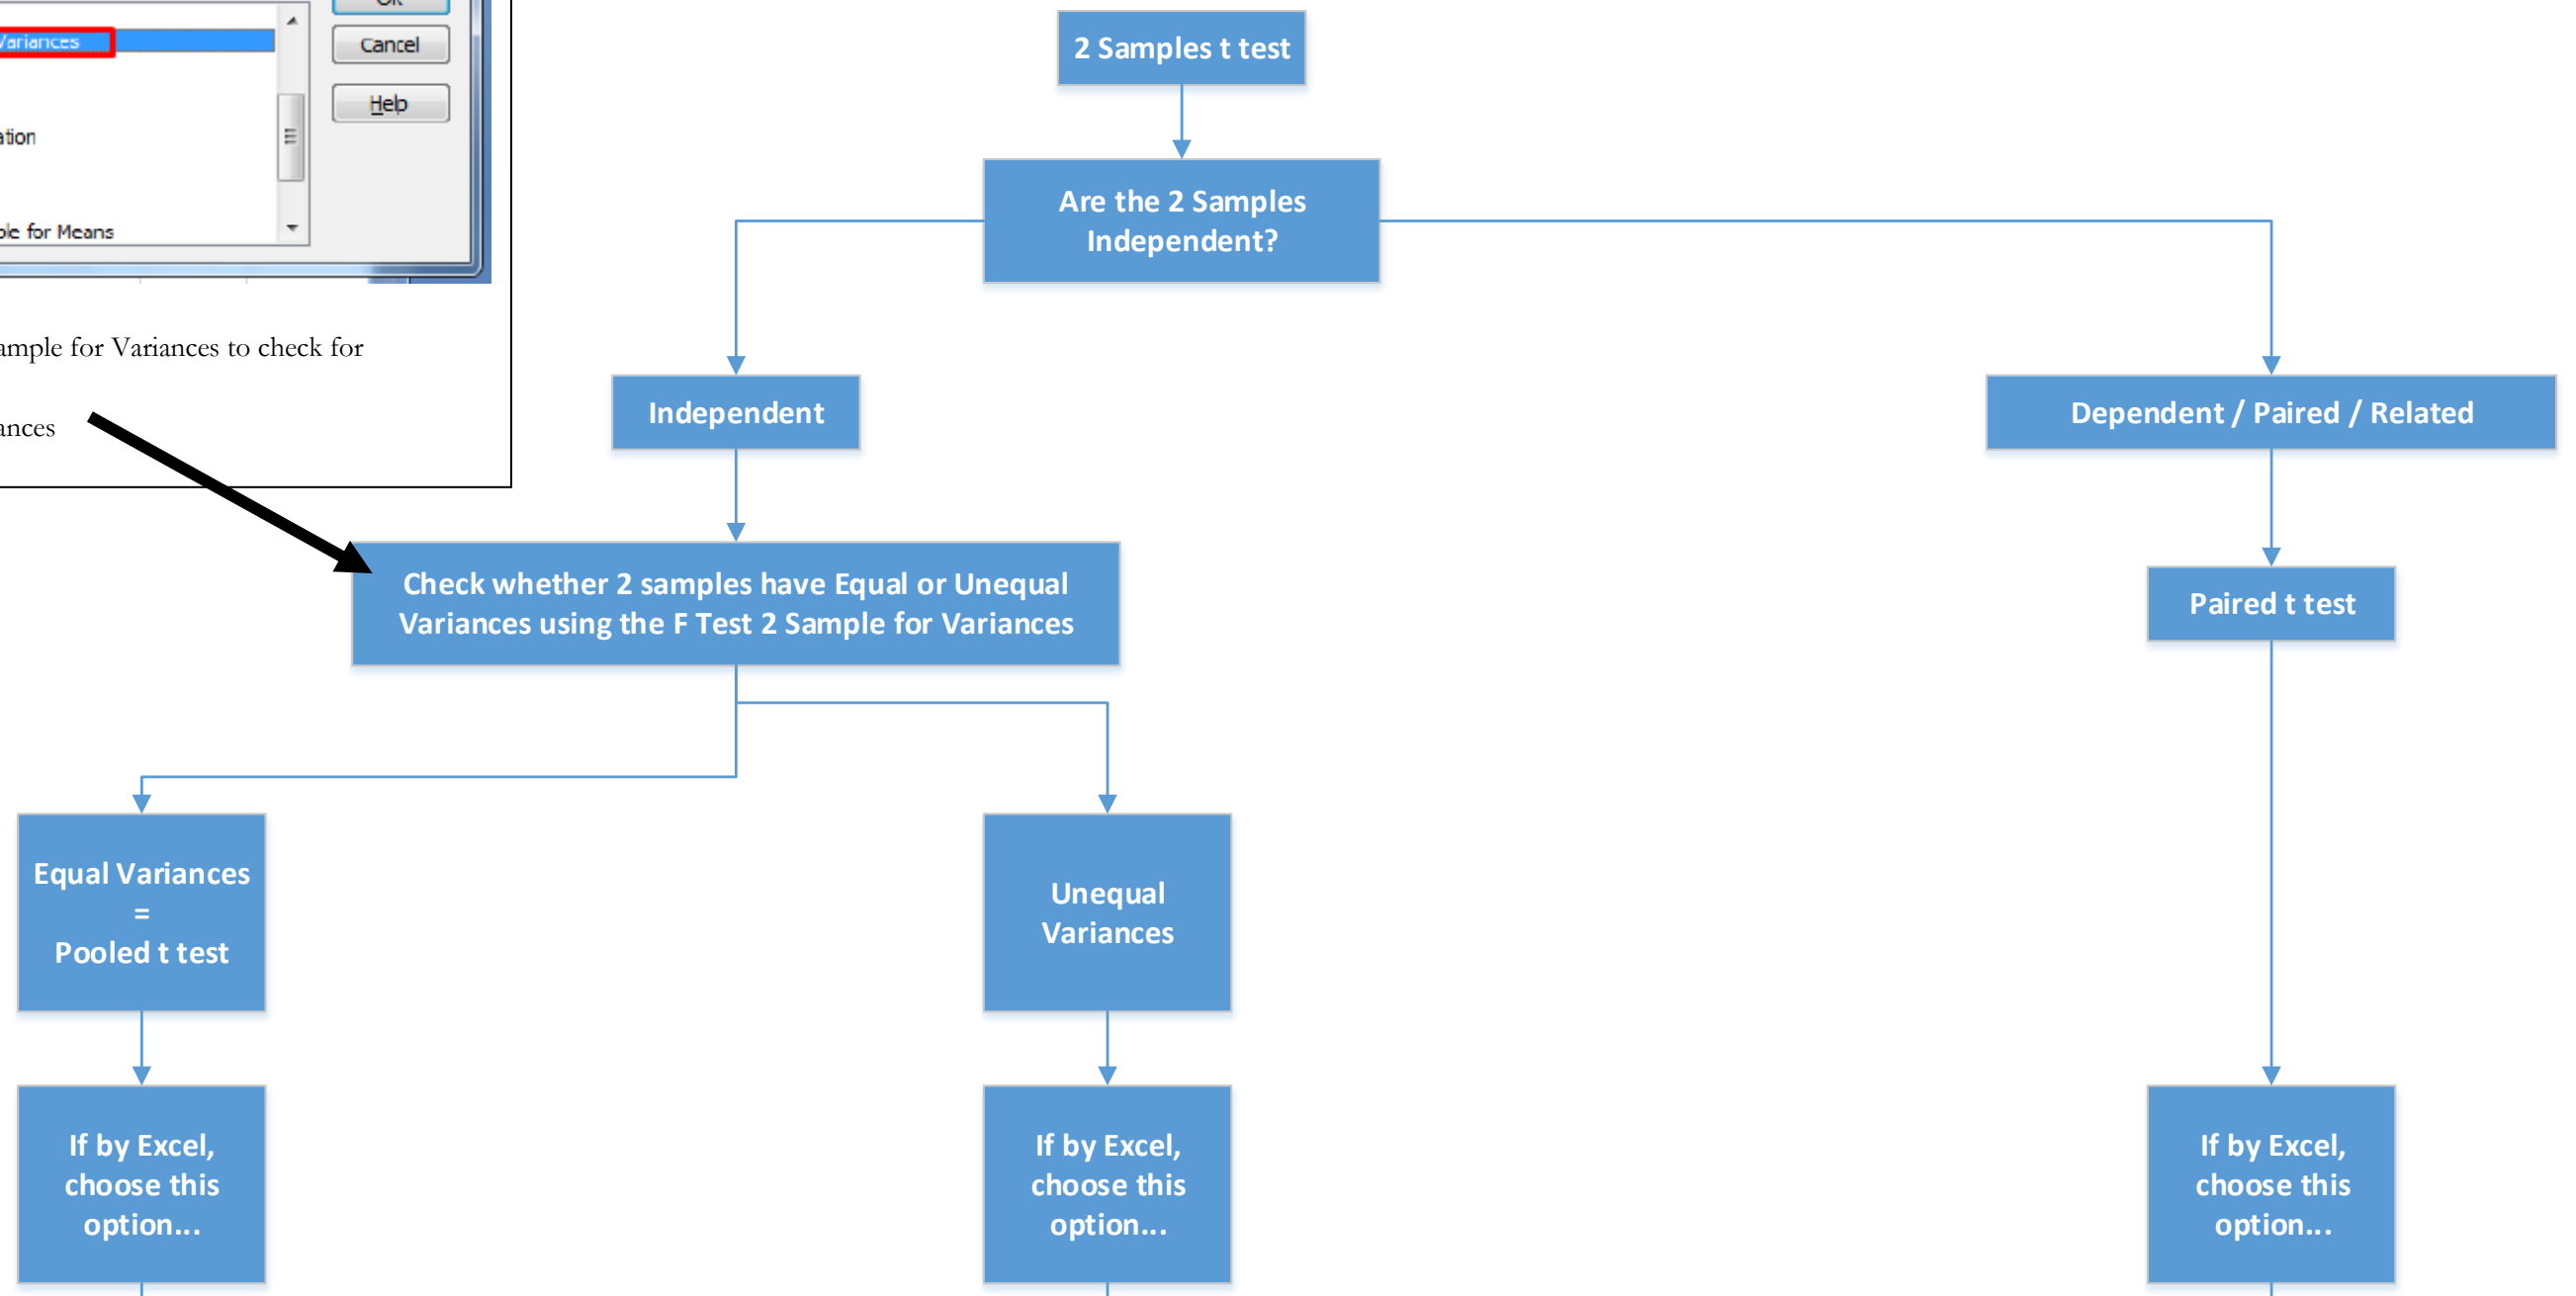 Variances
Cancel
Help
ation
ple for Means
ample for Variances to check for
ances
2 Samples t test
Are the 2 Samples
Independent?
Independent
Dependent / Paired / Related
Check whether 2 samples have Equal or Unequal
Variances using the F Test 2 Sample for Variances
Paired t test
Equal Variances
=
Pooled t test
Unequal
Variances
If by Excel,
choose this
option...
If by Excel,
choose this
option...
If by Excel,
choose this
option...